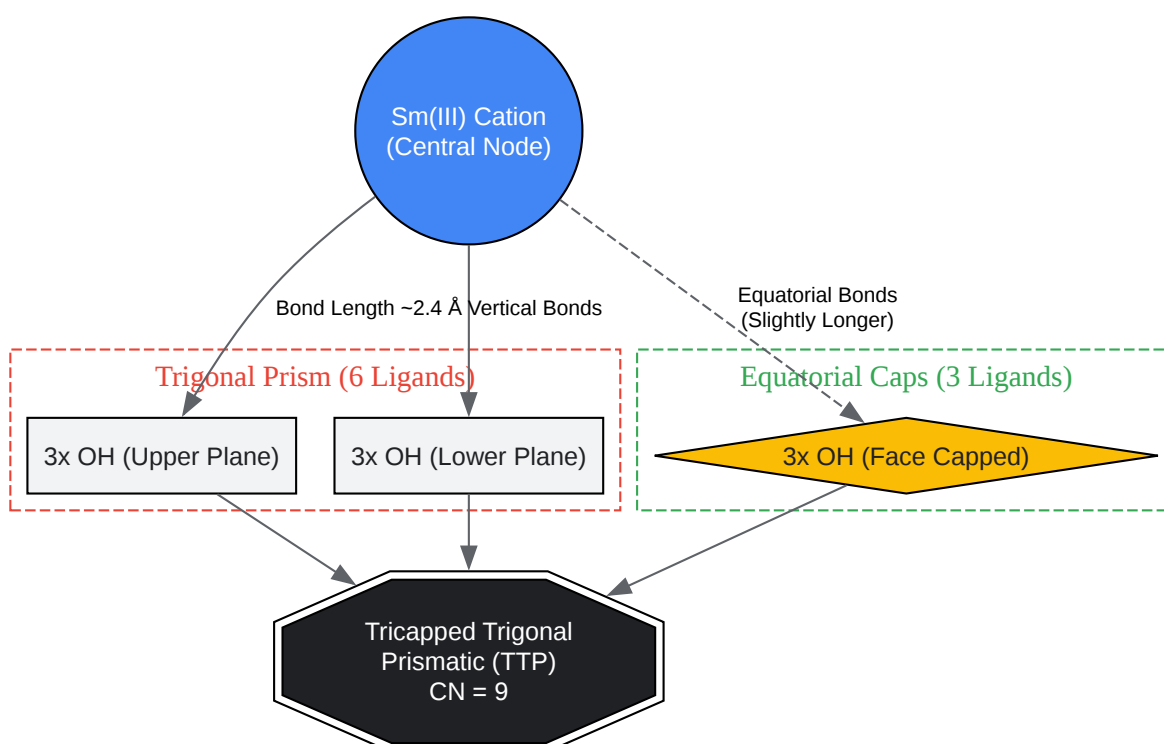 Sm(III) Cation
(Central Node)
Bond Length ~2.4 Å
Vertical Bonds
Equatorial Bonds
(Slightly Longer)
Trigonal Prism (6 Ligands)
Equatorial Caps (3 Ligands)
3x OH (Upper Plane)
3x OH (Lower Plane)
3x OH (Face Capped)
Tricapped Trigonal
Prismatic (TTP)
CN = 9